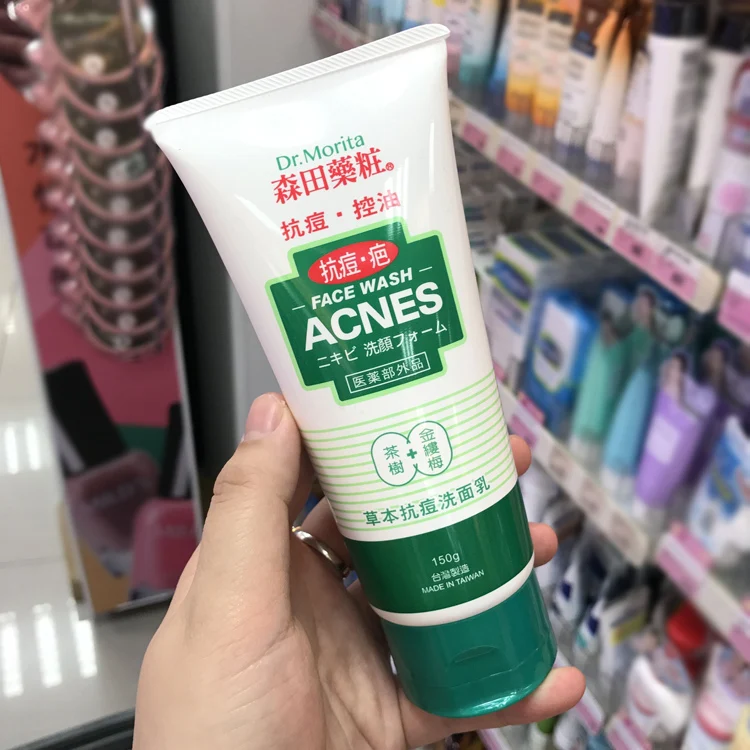 Dr.Morita
森田藥粧®
抗痘・控油
抗痘・疤
FACE WASH
ACNES
ニキビ 洗顔フォーム
医薬部外品
茶樹
+
金縷梅
草本抗痘洗面乳
150g
台灣製造
MADE IN TAIWAN